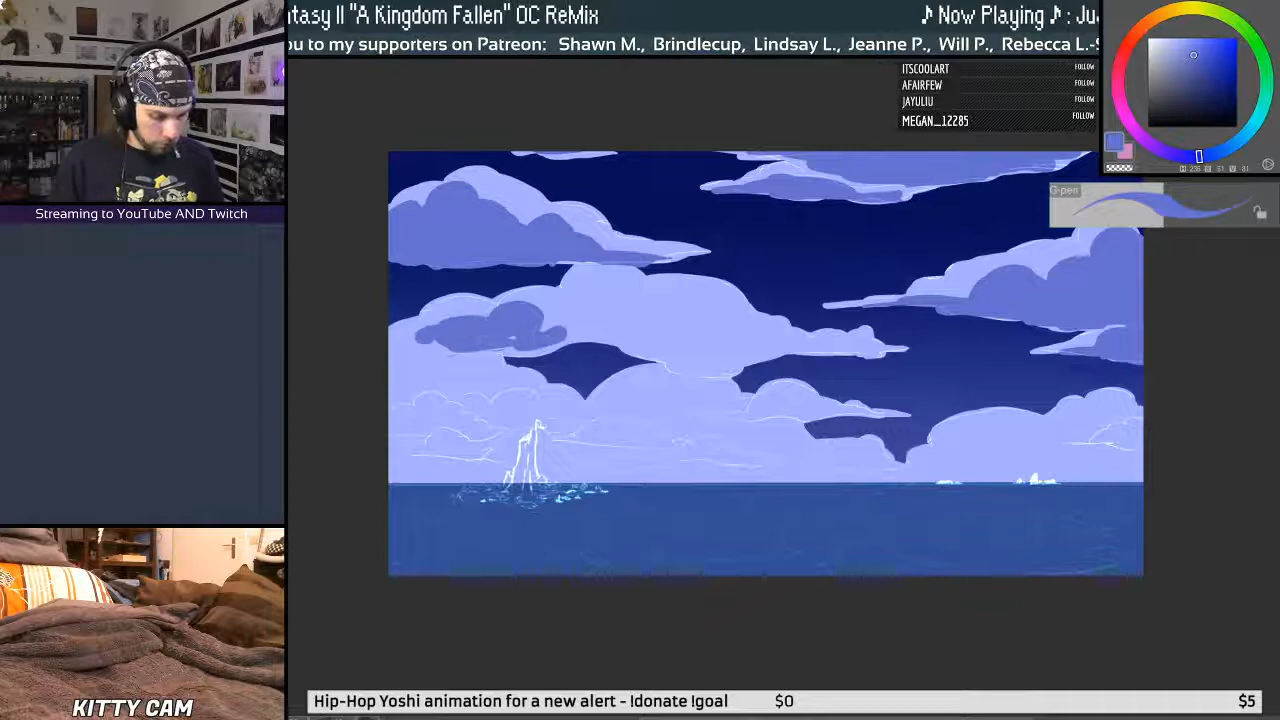 ntasy II "A Kingdom Fallen" OC ReMix
♪ Now Playing ♪ : Ju
ou to my supporters on Patreon: Shawn M., Brindlecup, Lindsay L., Jeanne P., Will P., Rebecca L.-S
ITSCOOLART FOLLOW
AFAIRFEW FOLLOW
JAYULIU FOLLOW
MEGAN_12285 FOLLOW
G-pen
Streaming to YouTube AND Twitch
KITTY CAM
Hip-Hop Yoshi animation for a new alert - !donate !goal $0 $5